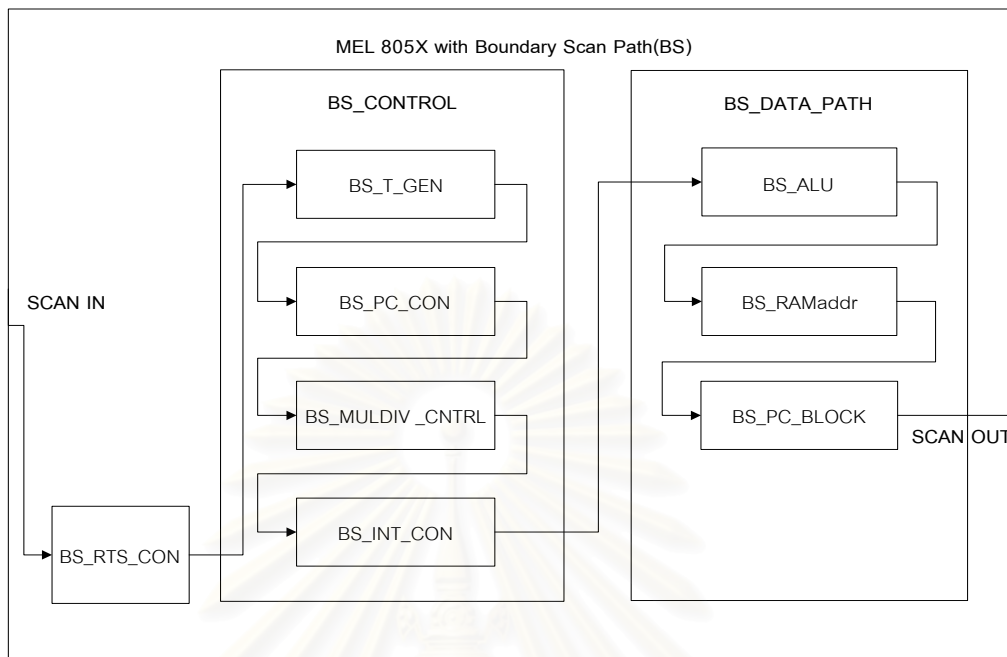 MEL 805X with Boundary Scan Path(BS)
BS_CONTROL
BS_DATA_PATH
BS_T_GEN
BS_ALU
BS_PC_CON
BS_RAMaddr
SCAN IN
BS_MULDIV _CNTRL
BS_PC_BLOCK
SCAN OUT
BS_INT_CON
BS_RTS_CON